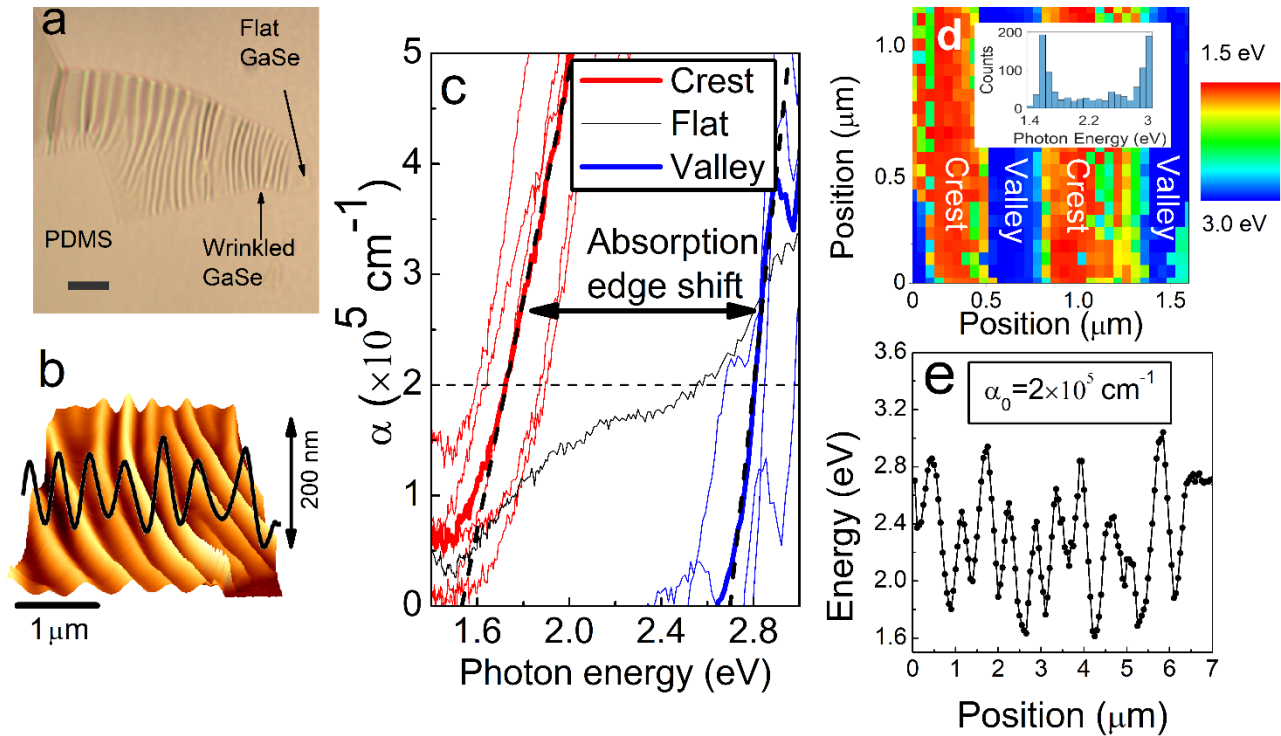 a
Flat
GaSe
PDMS
Wrinkled
GaSe
b
200 nm
1 μm
c
Crest
Flat
Valley
Absorption
edge shift
α (×10⁵ cm⁻¹)
5
4
3
2
1
0
1.6 2.0 2.4 2.8
Photon energy (eV)
d
Counts
200
100
0
1.4 2.2 3
Photon Energy (eV)
Crest
Valley
Crest
Valley
Position (μm)
1.0
0.5
0
0 0.5 1.0 1.5
Position (μm)
1.5 eV
3.0 eV
e
α₀=2×10⁵ cm⁻¹
Energy (eV)
3.6
3.2
2.8
2.4
2.0
1.6
0 1 2 3 4 5 6 7
Position (μm)